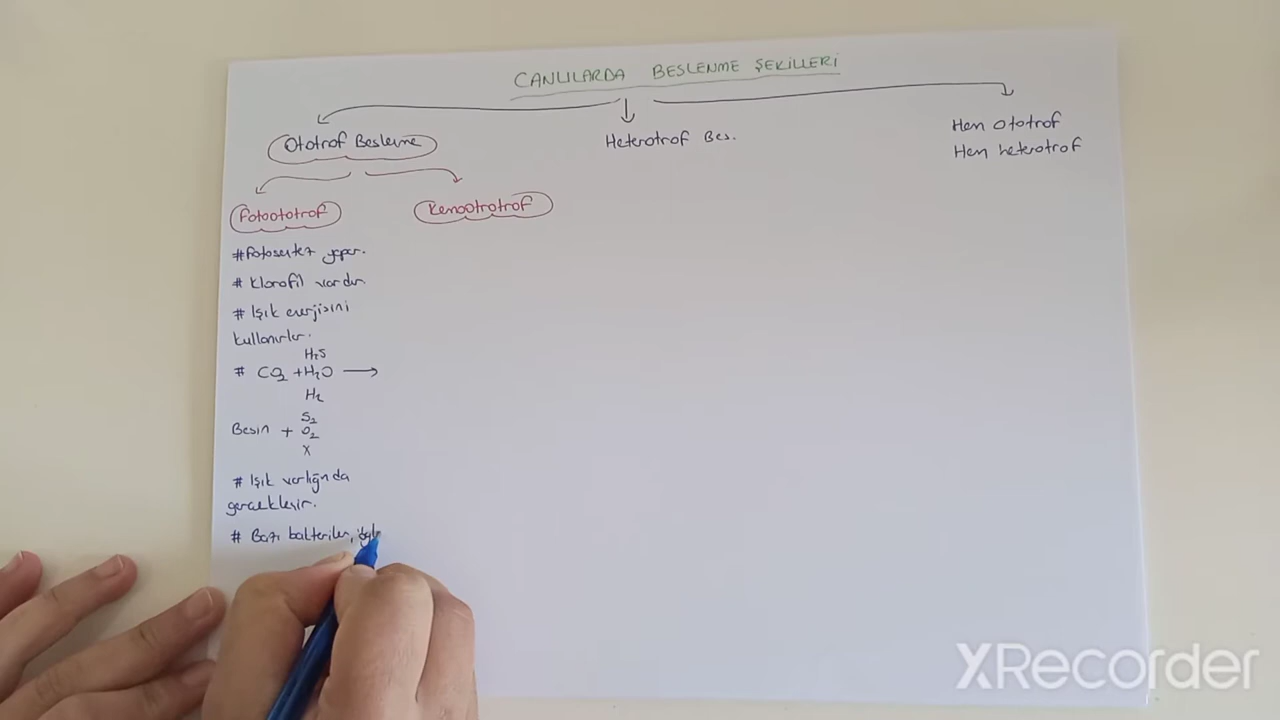 CANLILARDA BESLENME ŞEKİLLERİ
Ototrof Beslenme
Heterotrof Bes.
Hem ototrof
Hem heterotrof
Fotoototrof
Kemoototrof
#Fotosentez yapar.
# Klorofil vardır.
# Işık enerjisini
kullanırlar.
H₂S
# CO₂ + H₂O →
H₂
S₂
Besin + O₂
X
# Işık varlığında
gerçekleşir.
# Bazı bakteriler,
XRecorder